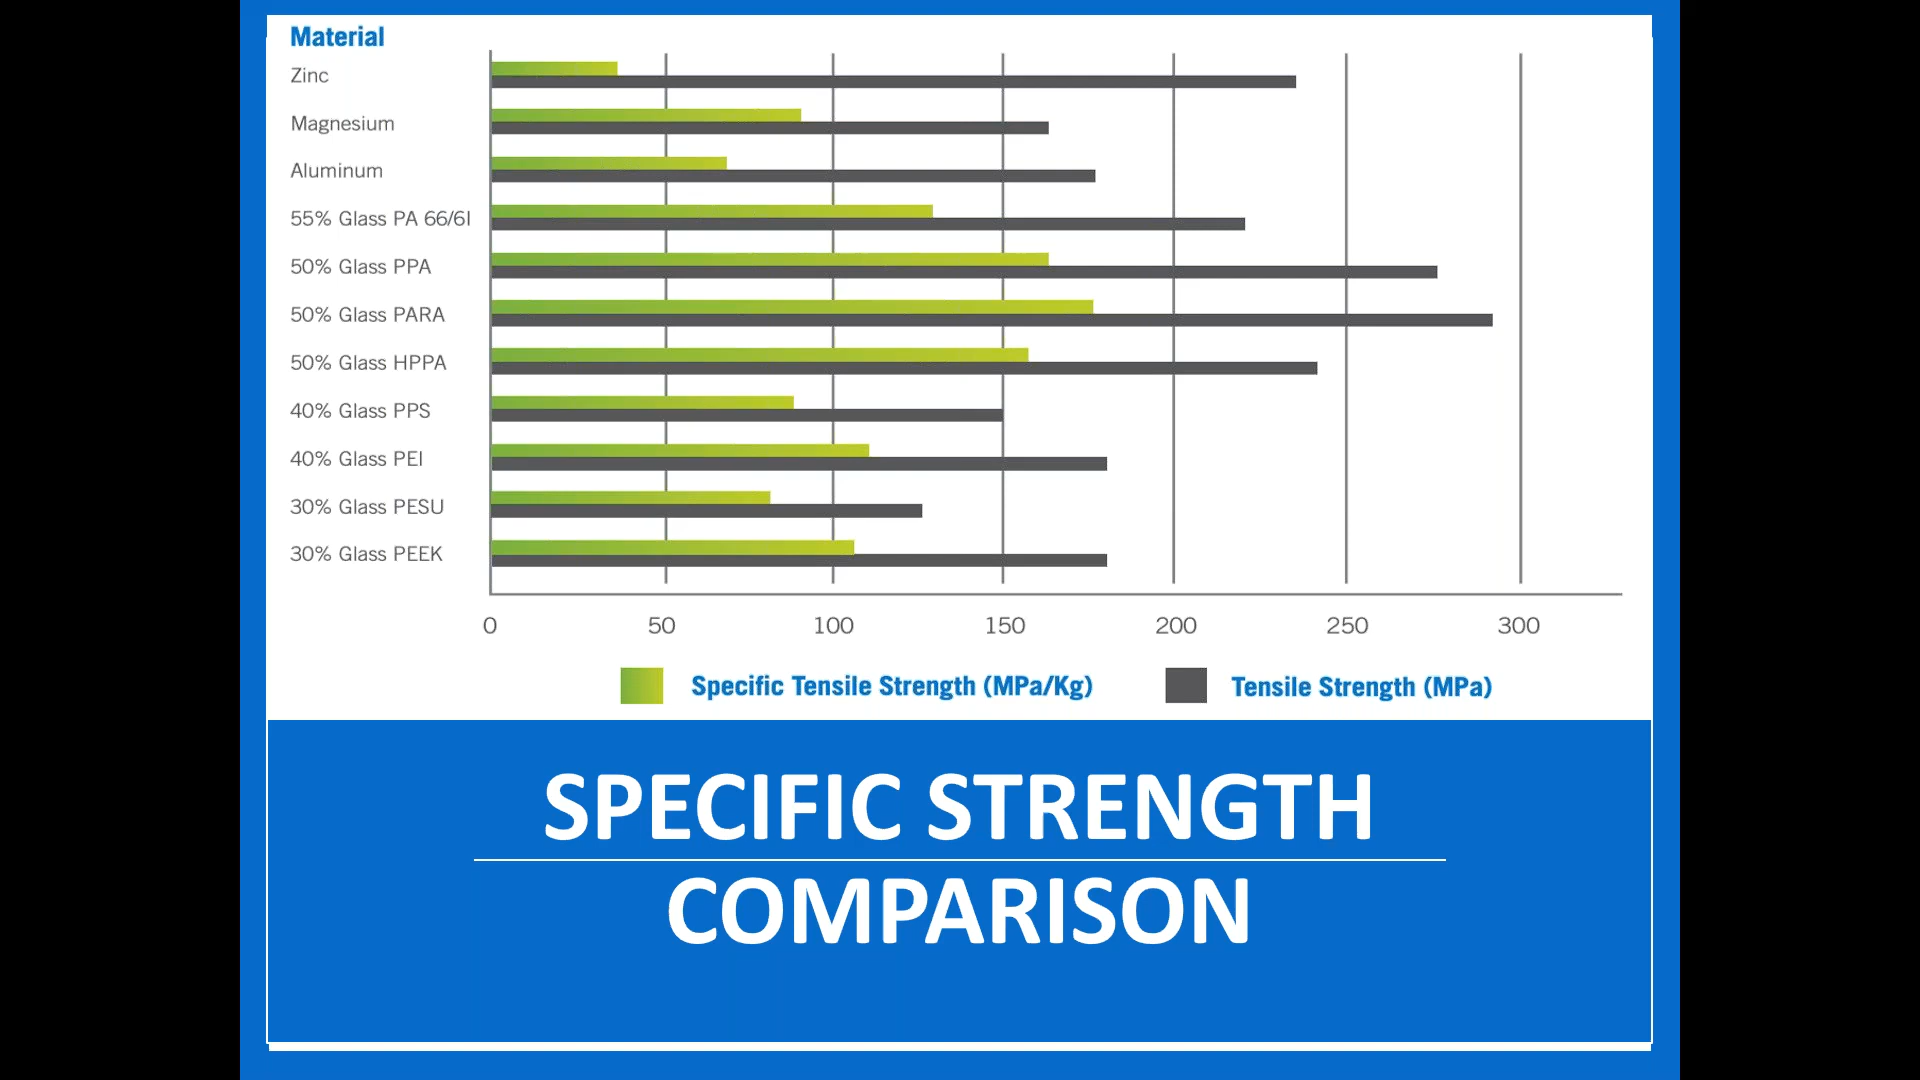 Material
Zinc
Magnesium
Aluminum
55% Glass PA 66/6I
50% Glass PPA
50% Glass PARA
50% Glass HPPA
40% Glass PPS
40% Glass PEI
30% Glass PESU
30% Glass PEEK
0 50 100 150 200 250 300
Specific Tensile Strength (MPa/Kg) Tensile Strength (MPa)
SPECIFIC STRENGTH
COMPARISON